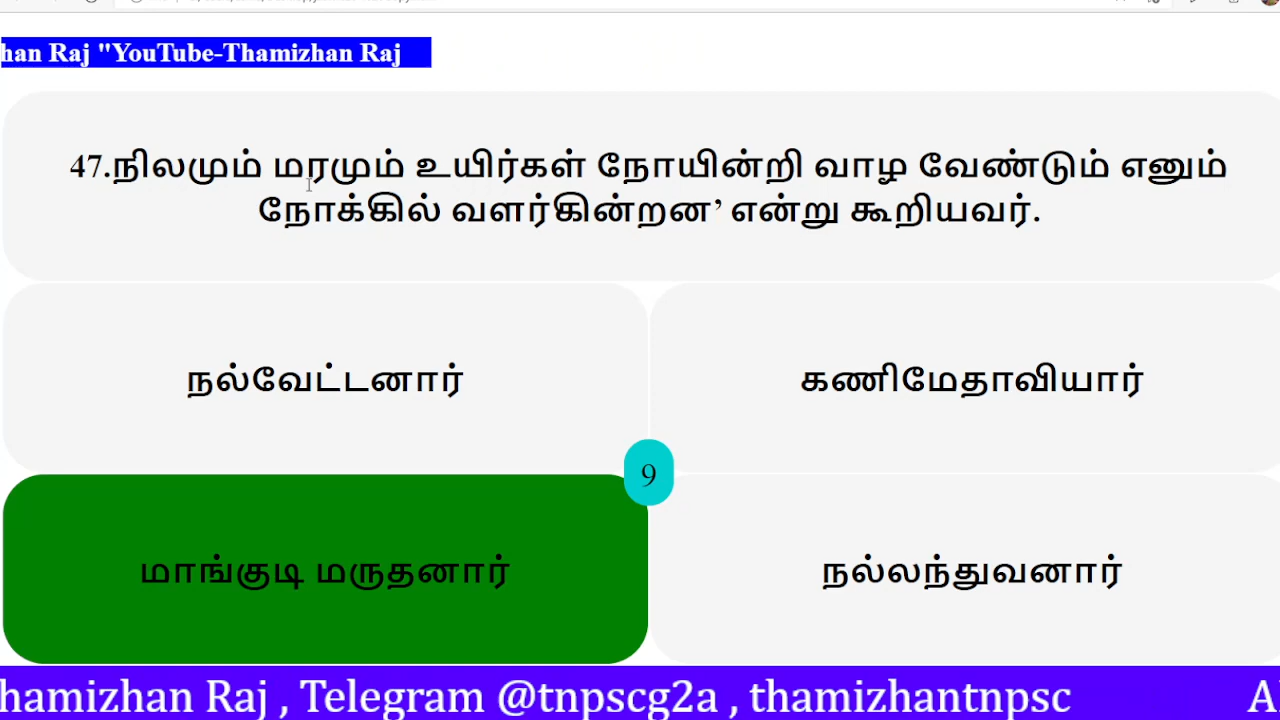 han Raj "YouTube-Thamizhan Raj
47.நிலமும் மரமும் உயிர்கள் நோயின்றி வாழ வேண்டும் எனும்
நோக்கில் வளர்கின்றன’ என்று கூறியவர்.
நல்வேட்டனார்
கணிமேதாவியார்
9
மாங்குடி மருதனார்
நல்லந்துவனார்
hamizhan Raj , Telegram @tnpscg2a , thamizhantnpsc